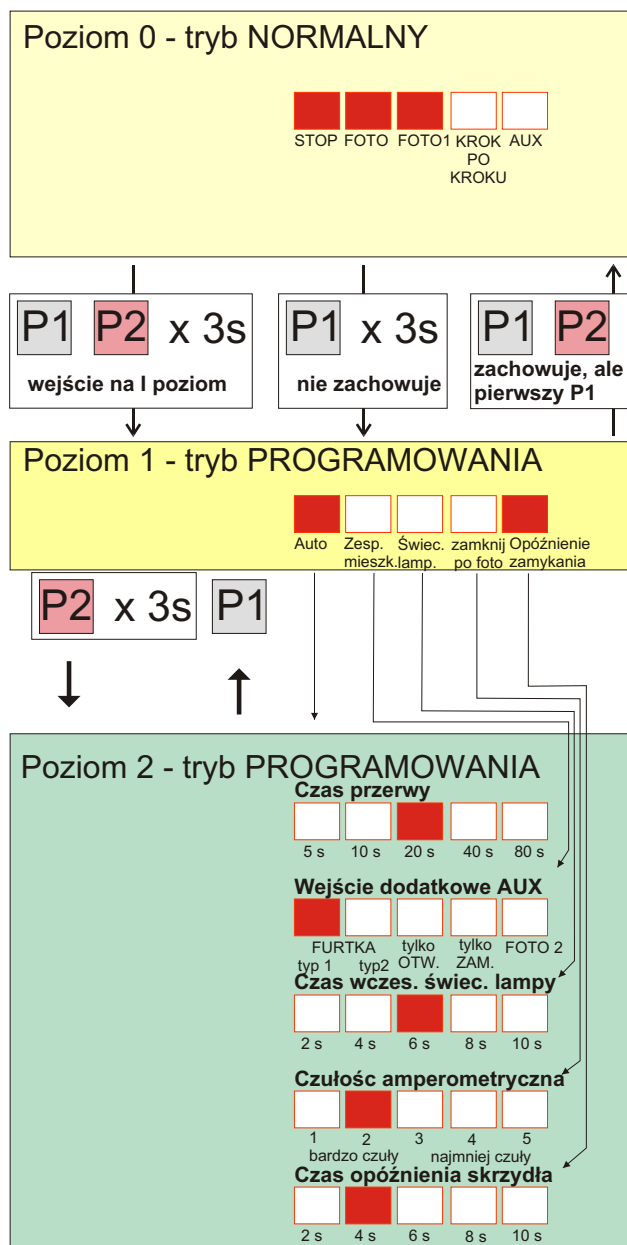 Poziom 0 - tryb NORMALNY
STOP FOTO FOTO1 KROK PO KROKU AUX
P1 P2 x 3s
wejście na I poziom
P1 x 3s
nie zachowuje
P1 P2
zachowuje, ale
pierwszy P1
Poziom 1 - tryb PROGRAMOWANIA
Auto Zesp. Świec. zamknij Opóźnienie
mieszk. lamp. po foto zamykania
P2 x 3s P1
Poziom 2 - tryb PROGRAMOWANIA
Czas przerwy
5 s 10 s 20 s 40 s 80 s
Wejście dodatkowe AUX
FURTKA tylko tylko FOTO 2
typ 1 typ2 OTW. ZAM.
Czas wczes. świec. lampy
2 s 4 s 6 s 8 s 10 s
Czułośc amperometryczna
1 2 3 4 5
bardzo czuły najmniej czuły
Czas opóźnienia skrzydła
2 s 4 s 6 s 8 s 10 s